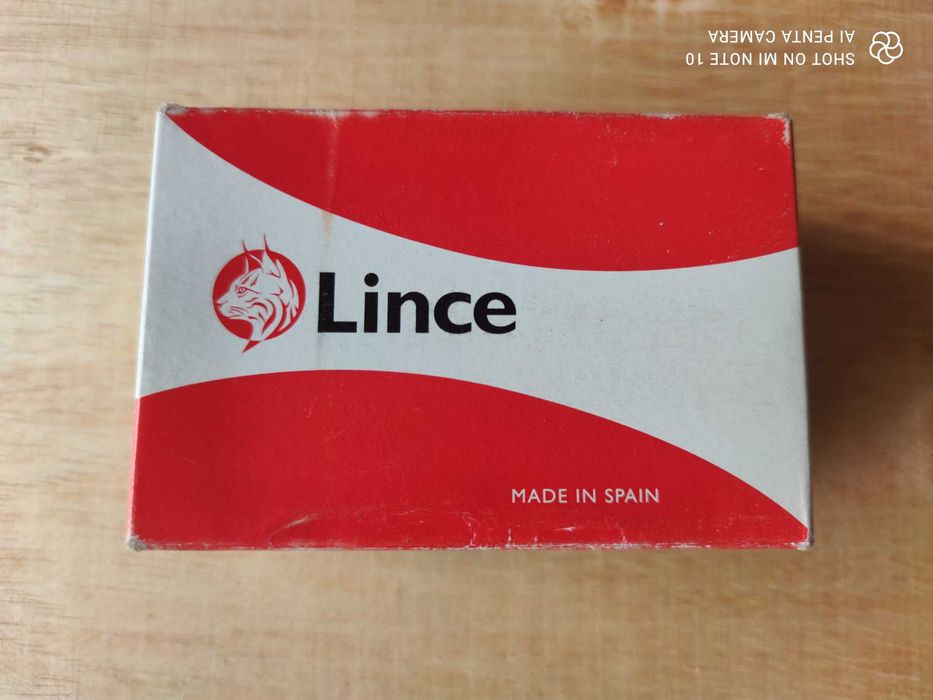 SHOT ON MI NOTE 10
AI PENTA CAMERA
Lince
MADE IN SPAIN